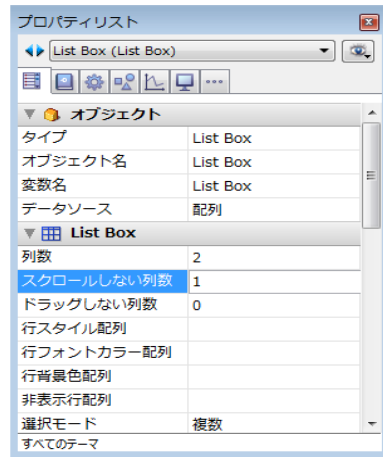 プロパティリスト
List Box (List Box)
オブジェクト
タイプ List Box
オブジェクト名 List Box
変数名 List Box
データソース 配列
List Box
列数 2
スクロールしない列数 1
ドラッグしない列数 0
行スタイル配列
行フォントカラー配列
行背景色配列
非表示行配列
選択モード 複数
すべてのテーマ